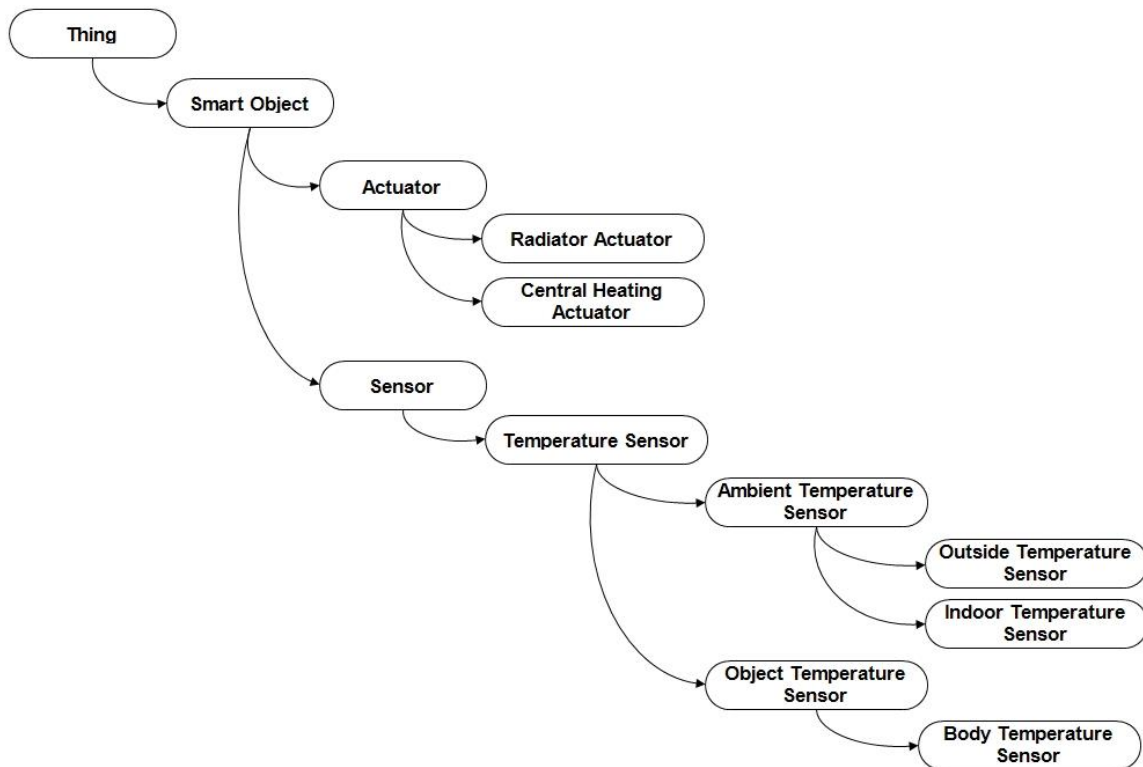 Thing
Smart Object
Actuator
Radiator Actuator
Central Heating
Actuator
Sensor
Temperature Sensor
Ambient Temperature
Sensor
Outside Temperature
Sensor
Indoor Temperature
Sensor
Object Temperature
Sensor
Body Temperature
Sensor